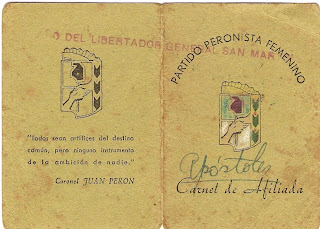 O DEL LIBERTADOR GENERAL SAN MAR
"Todos sean artífices del destino
común, pero ninguno instrumento
de la ambición de nadie."
Coronel JUAN PERON
PARTIDO PERONISTA FEMENINO
Apóstoles
Carnet de Afiliada